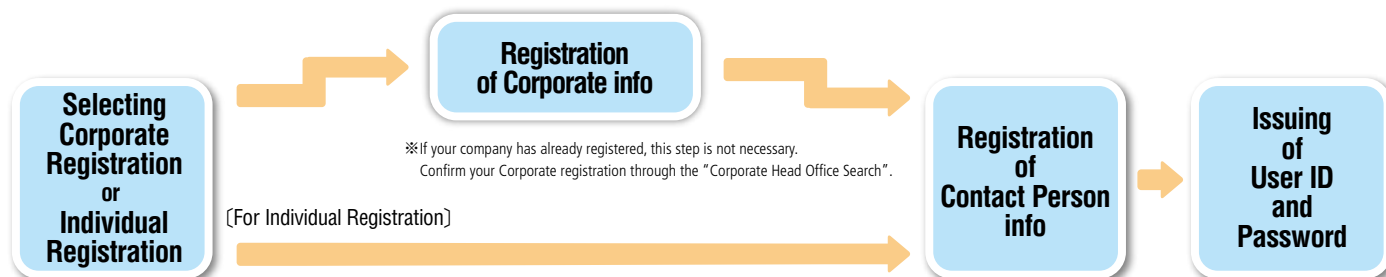 Selecting
Corporate
Registration
or
Individual
Registration
Registration
of Corporate info
※If your company has already registered, this step is not necessary.
Confirm your Corporate registration through the "Corporate Head Office Search".
〔For Individual Registration〕
Registration
of
Contact Person
info
Issuing
of
User ID
and
Password